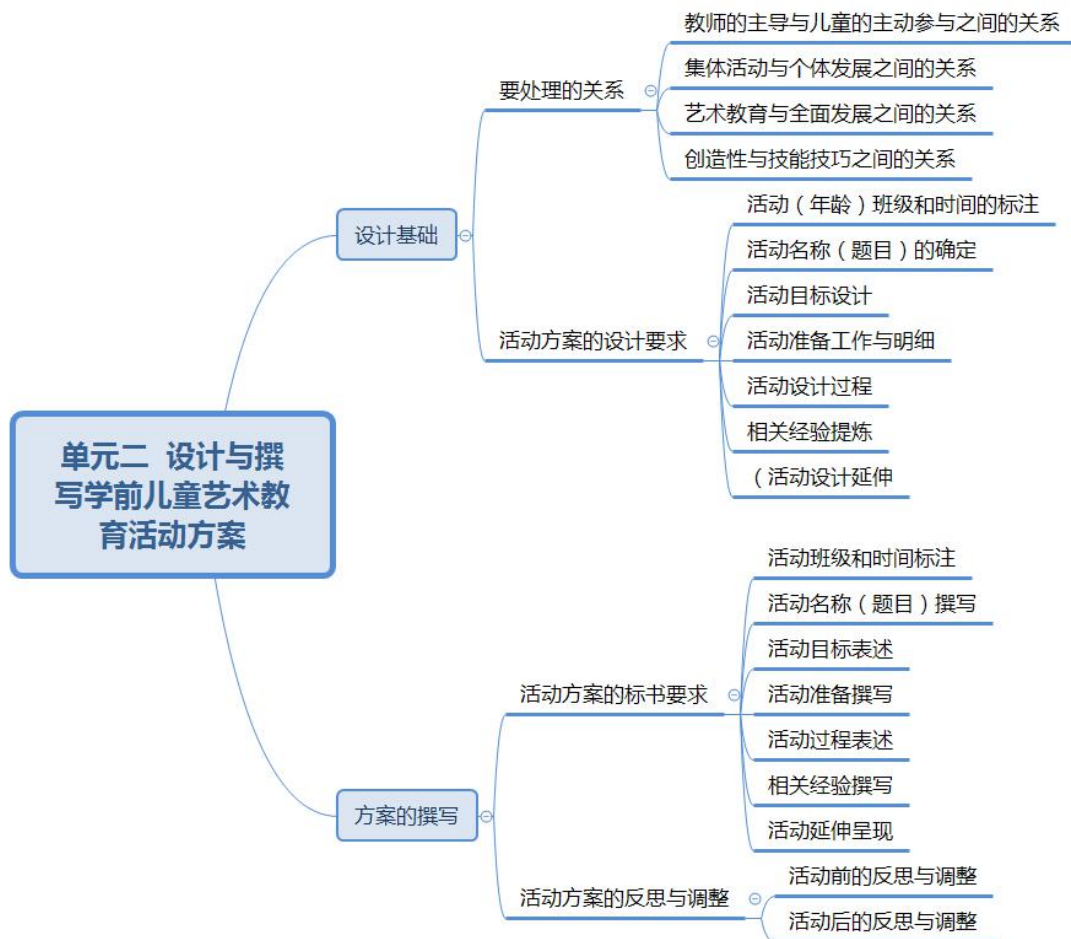 单元二 设计与撰
写学前儿童艺术教
育活动方案
设计基础
要处理的关系
教师的主导与儿童的主动参与之间的关系
集体活动与个体发展之间的关系
艺术教育与全面发展之间的关系
创造性与技能技巧之间的关系
活动方案的设计要求
活动（年龄）班级和时间的标注
活动名称（题目）的确定
活动目标设计
活动准备工作与明细
活动设计过程
相关经验提炼
（活动设计延伸
方案的撰写
活动方案的标书要求
活动班级和时间标注
活动名称（题目）撰写
活动目标表述
活动准备撰写
活动过程表述
相关经验撰写
活动延伸呈现
活动方案的反思与调整
活动前的反思与调整
活动后的反思与调整